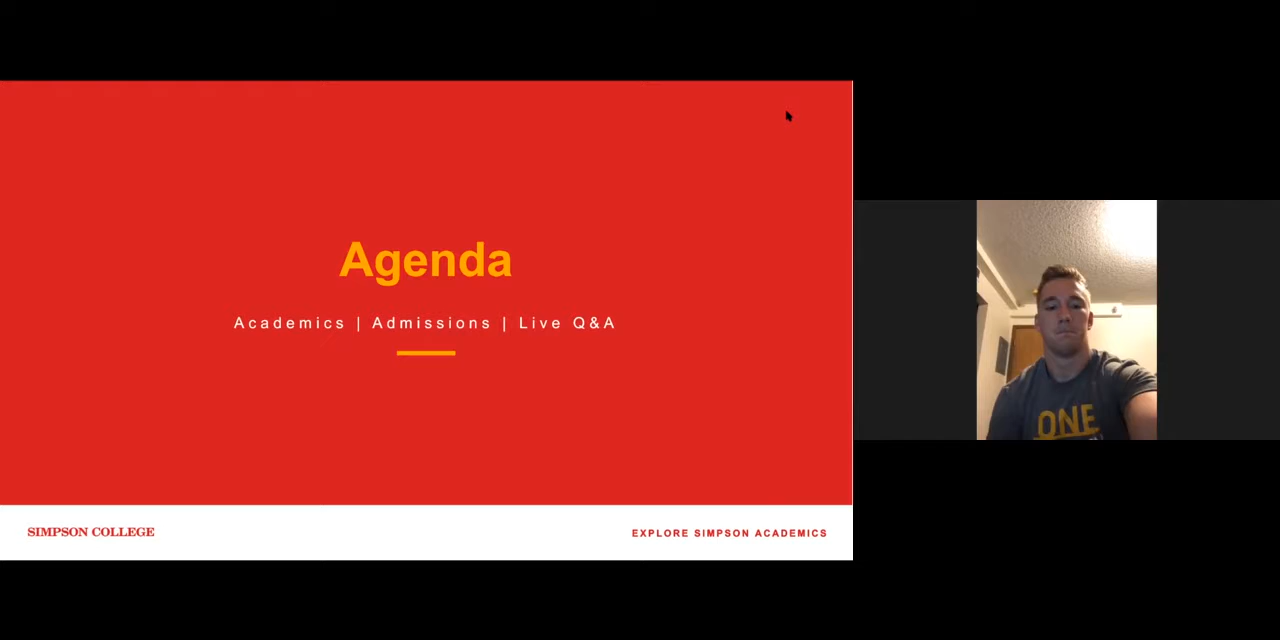 Agenda
Academics | Admissions | Live Q&A
SIMPSON COLLEGE
EXPLORE SIMPSON ACADEMICS
ONE